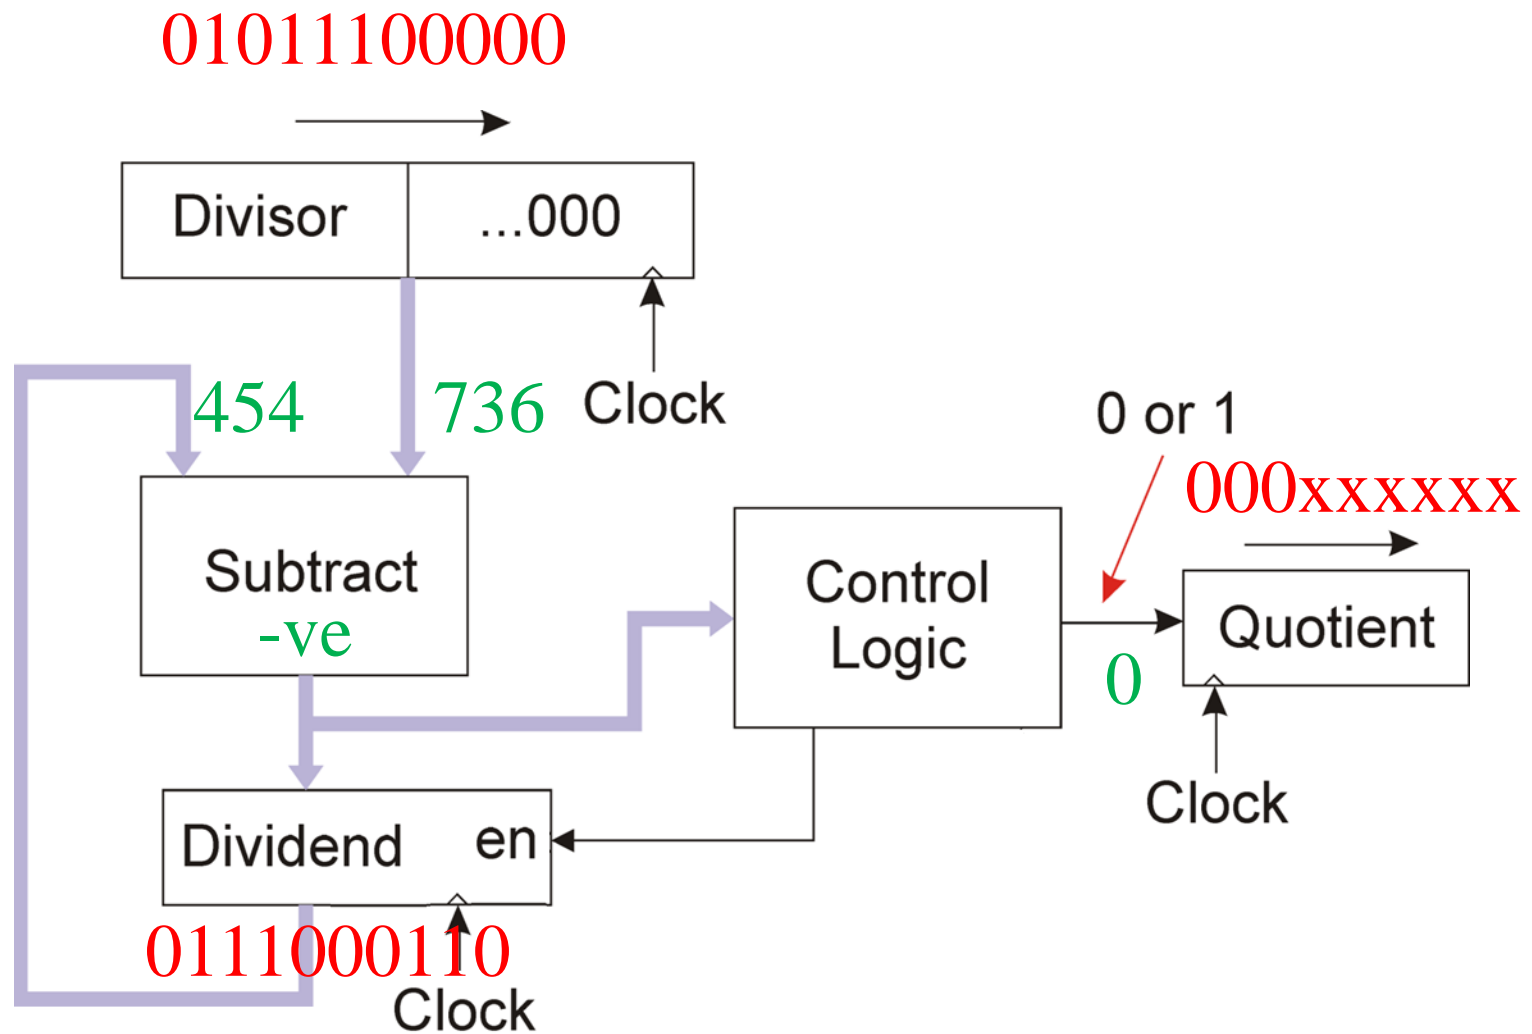 01011100000
Divisor ...000
454 736 Clock
0 or 1
000xxxxxx
Subtract
-ve
Control
Logic
Quotient
0
Clock
Dividend en
0111000110
Clock